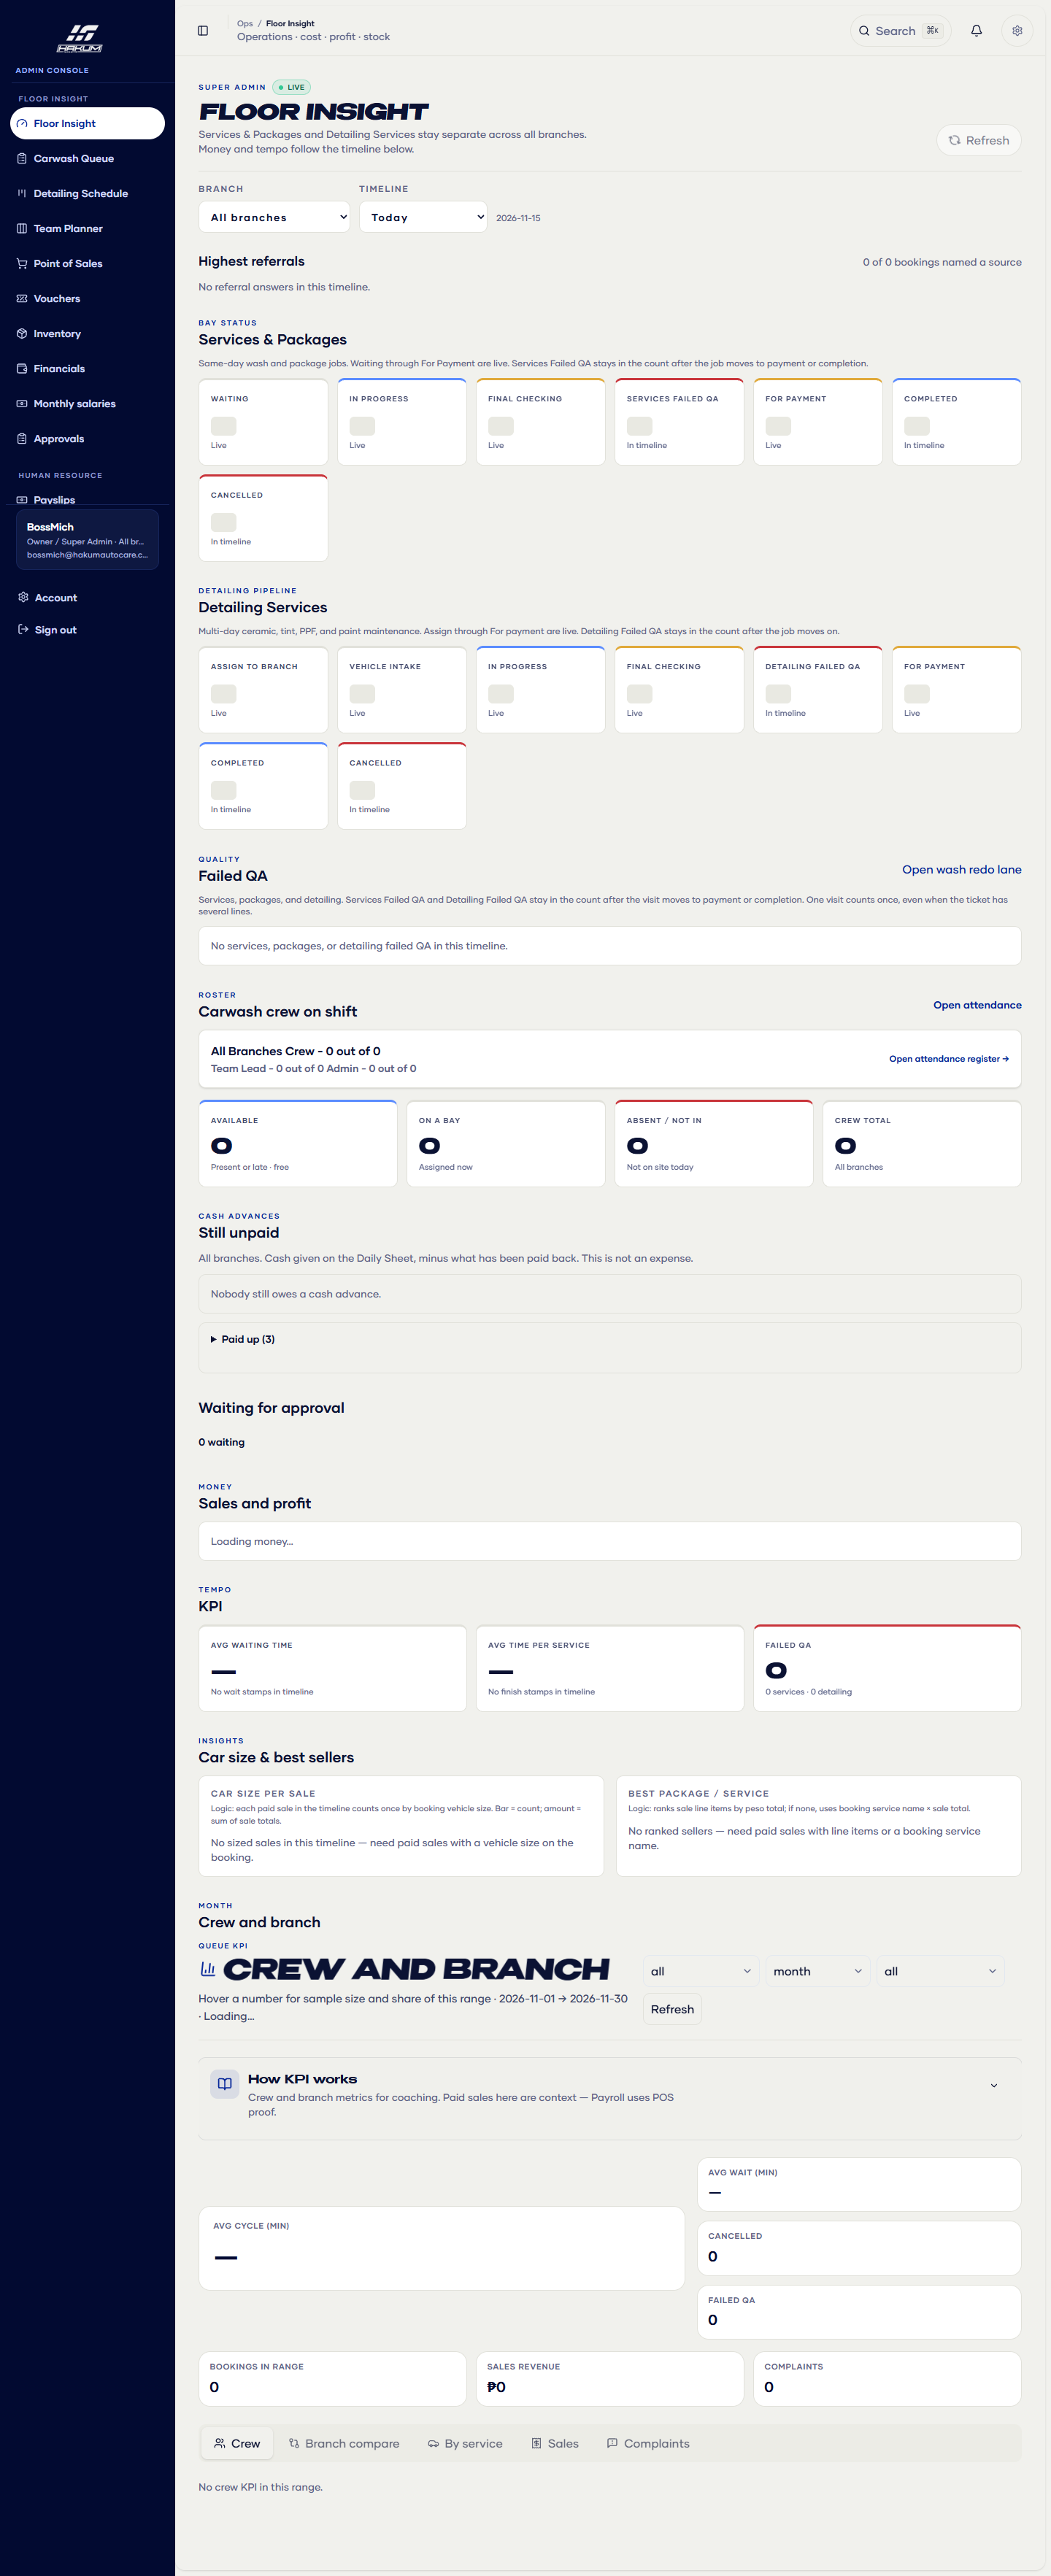 HAKUM
ADMIN CONSOLE
FLOOR INSIGHT
Floor Insight
Carwash Queue
Detailing Schedule
Team Planner
Point of Sales
Vouchers
Inventory
Financials
Monthly salaries
Approvals
HUMAN RESOURCE
Payslips
BossMich
Owner / Super Admin · All br...
bossmich@hakumautocare.c...
Account
Sign out
Ops / Floor Insight
Operations · cost · profit · stock
Search ⌘K
SUPER ADMIN LIVE
FLOOR INSIGHT
Services & Packages and Detailing Services stay separate across all branches.
Money and tempo follow the timeline below.
Refresh
BRANCH TIMELINE
All branches Today 2026-11-15
Highest referrals 0 of 0 bookings named a source
No referral answers in this timeline.
BAY STATUS
Services & Packages
Same-day wash and package jobs. Waiting through For Payment are live. Services Failed QA stays in the count after the job moves to payment or completion.
WAITING IN PROGRESS FINAL CHECKING SERVICES FAILED QA FOR PAYMENT COMPLETED
Live Live Live In timeline Live In timeline
CANCELLED
In timeline
DETAILING PIPELINE
Detailing Services
Multi-day ceramic, tint, PPF, and paint maintenance. Assign through For payment are live. Detailing Failed QA stays in the count after the job moves on.
ASSIGN TO BRANCH VEHICLE INTAKE IN PROGRESS FINAL CHECKING DETAILING FAILED QA FOR PAYMENT
Live Live Live Live In timeline Live
COMPLETED CANCELLED
In timeline In timeline
QUALITY
Failed QA Open wash redo lane
Services, packages, and detailing. Services Failed QA and Detailing Failed QA stay in the count after the visit moves to payment or completion. One visit counts once, even when the ticket has
several lines.
No services, packages, or detailing failed QA in this timeline.
ROSTER
Carwash crew on shift Open attendance
All Branches Crew - 0 out of 0
Team Lead - 0 out of 0 Admin - 0 out of 0
Open attendance register →
AVAILABLE ON A BAY ABSENT / NOT IN CREW TOTAL
0 0 0 0
Present or late · free Assigned now Not on site today All branches
CASH ADVANCES
Still unpaid
All branches. Cash given on the Daily Sheet, minus what has been paid back. This is not an expense.
Nobody still owes a cash advance.
Paid up (3)
Waiting for approval
0 waiting
MONEY
Sales and profit
Loading money...
TEMPO
KPI
AVG WAITING TIME AVG TIME PER SERVICE FAILED QA
— — 0
No wait stamps in timeline No finish stamps in timeline 0 services · 0 detailing
INSIGHTS
Car size & best sellers
CAR SIZE PER SALE
Logic: each paid sale in the timeline counts once by booking vehicle size. Bar = count; amount =
sum of sale totals.
No sized sales in this timeline — need paid sales with a vehicle size on the
booking.
BEST PACKAGE / SERVICE
Logic: ranks sale line items by peso total; if none, uses booking service name × sale total.
No ranked sellers — need paid sales with line items or a booking service
name.
MONTH
Crew and branch
QUEUE KPI
CREW AND BRANCH
Hover a number for sample size and share of this range · 2026-11-01 → 2026-11-30
· Loading...
all month all
Refresh
How KPI works
Crew and branch metrics for coaching. Paid sales here are context — Payroll uses POS
proof.
AVG CYCLE (MIN)
—
AVG WAIT (MIN)
—
CANCELLED
0
FAILED QA
0
BOOKINGS IN RANGE SALES REVENUE COMPLAINTS
0 ₱0 0
Crew Branch compare By service Sales Complaints
No crew KPI in this range.